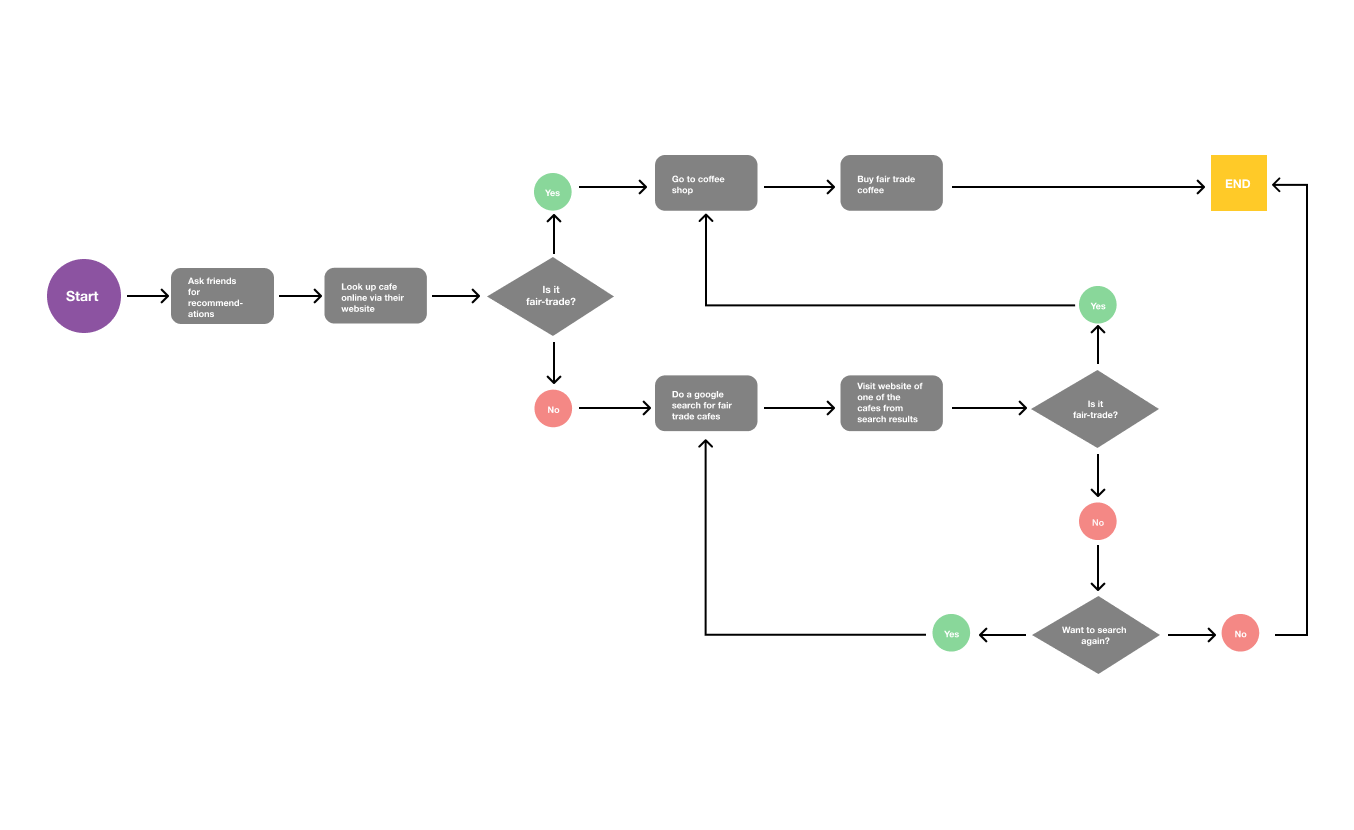 Start
Ask friends
for
recommend-
ations
Look up cafe
online via their
website
Is it
fair-trade?
Yes
Go to coffee
shop
Buy fair trade
coffee
END
No
Do a google
search for fair
trade cafes
Visit website of
one of the
cafes from
search results
Is it
fair-trade?
Yes
No
Want to search
again?
Yes
No